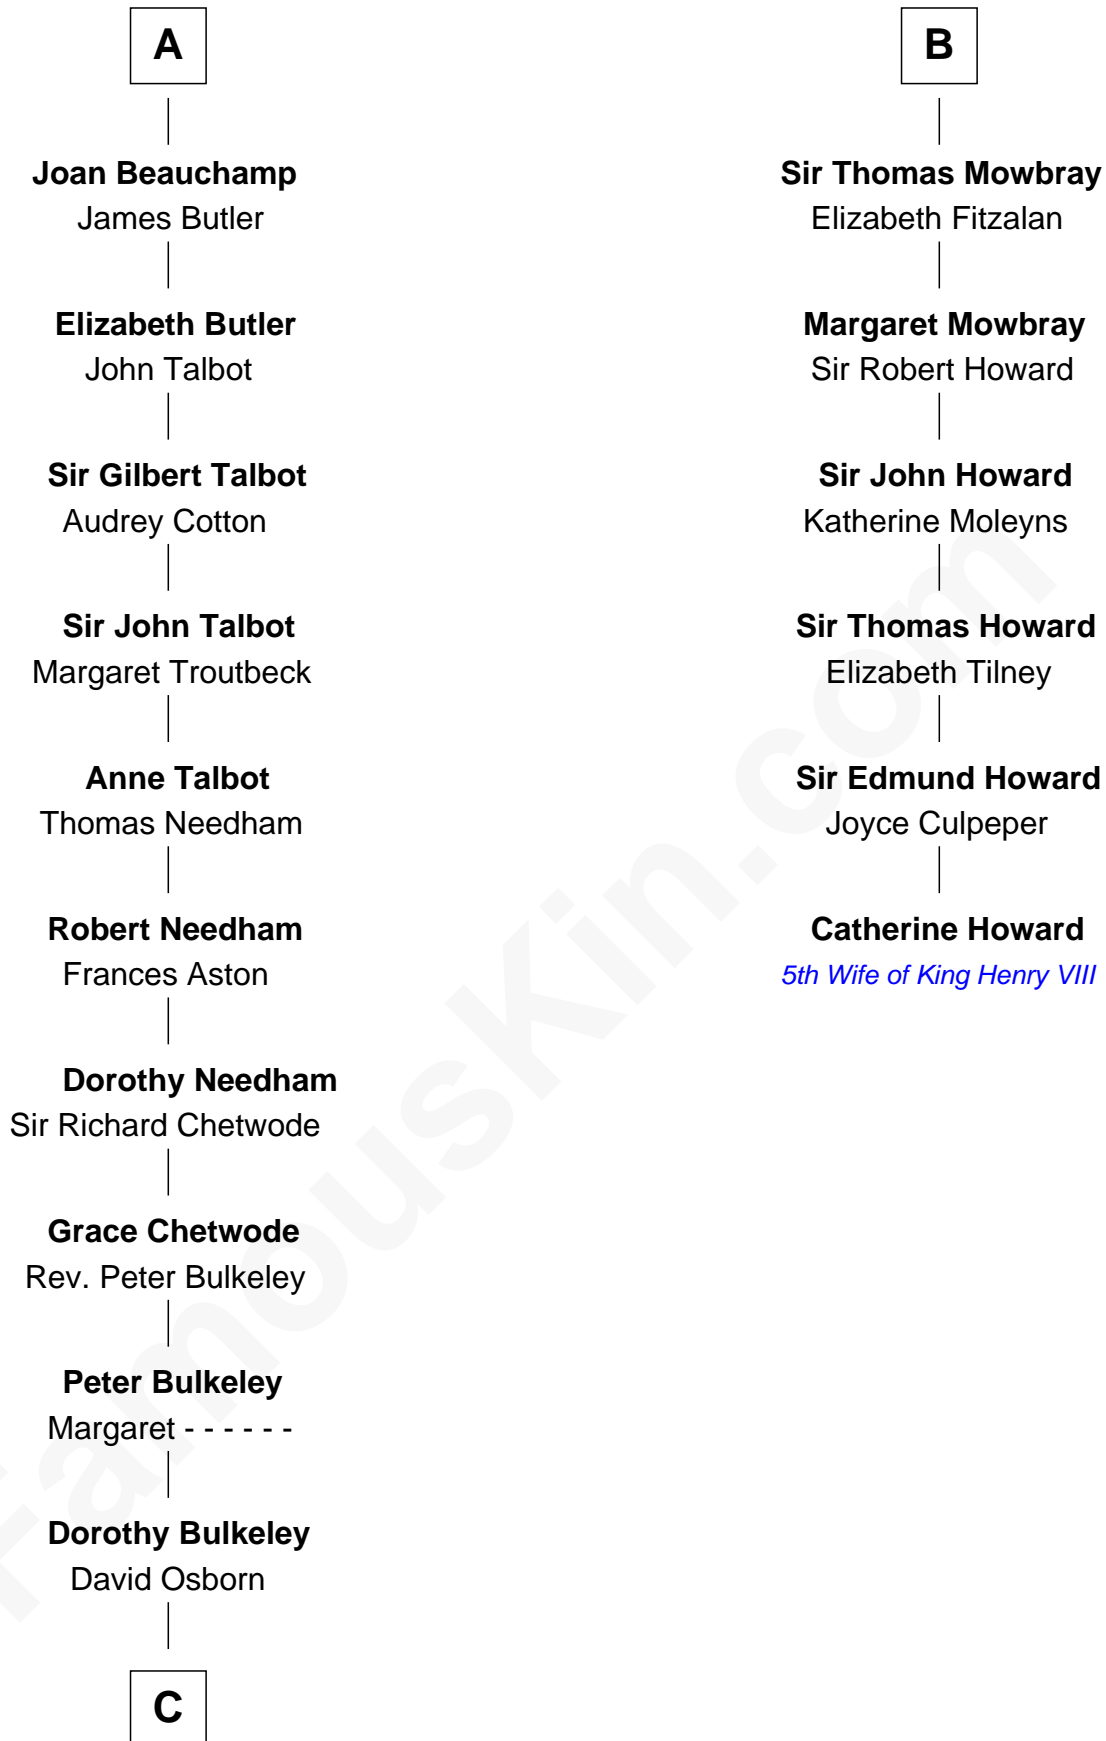 A
Joan Beauchamp
James Butler
Elizabeth Butler
John Talbot
Sir Gilbert Talbot
Audrey Cotton
Sir John Talbot
Margaret Troutbeck
Anne Talbot
Thomas Needham
Robert Needham
Frances Aston
Dorothy Needham
Sir Richard Chetwode
Grace Chetwode
Rev. Peter Bulkeley
Peter Bulkeley
Margaret - - - - - -
Dorothy Bulkeley
David Osborn
C
B
Sir Thomas Mowbray
Elizabeth Fitzalan
Margaret Mowbray
Sir Robert Howard
Sir John Howard
Katherine Moleyns
Sir Thomas Howard
Elizabeth Tilney
Sir Edmund Howard
Joyce Culpeper
Catherine Howard
5th Wife of King Henry VIII
FamousKin.com